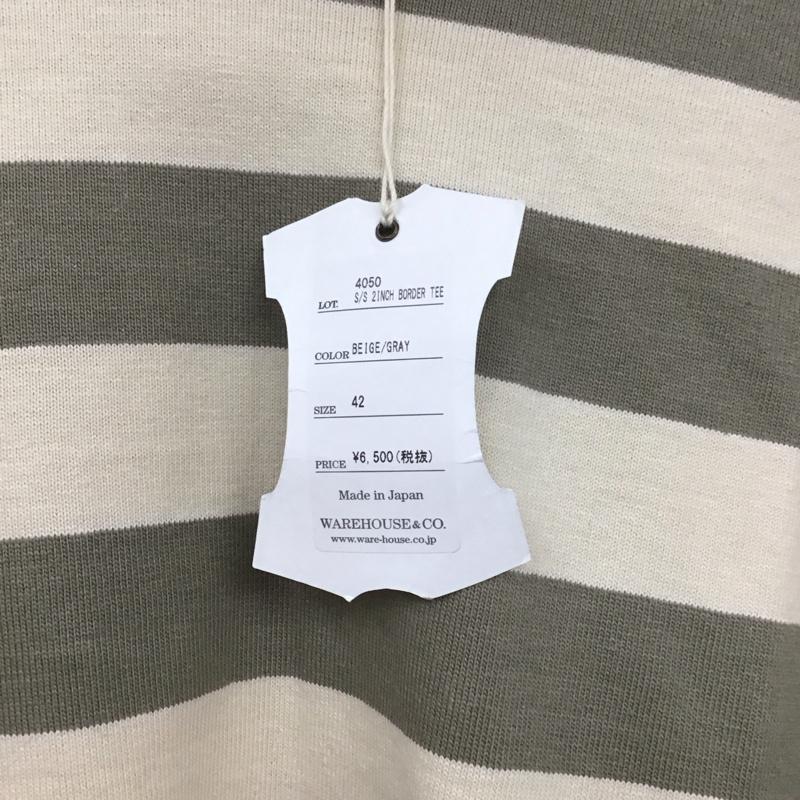 4050
LOT. S/S 2INCH BORDER TEE
COLOR BEIGE/GRAY
SIZE 42
PRICE ¥6,500(税抜)
Made in Japan
WAREHOUSE & CO.
www.ware-house.co.jp